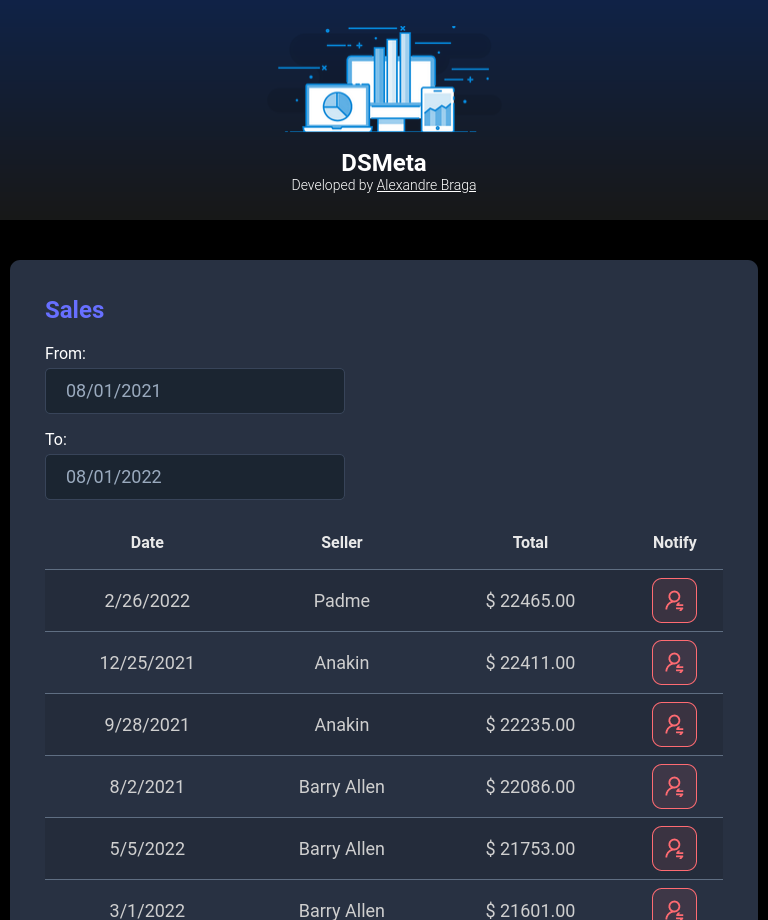 DSMeta
Developed by Alexandre Braga
Sales
From:
08/01/2021
To:
08/01/2022
Date Seller Total Notify
2/26/2022 Padme $ 22465.00
12/25/2021 Anakin $ 22411.00
9/28/2021 Anakin $ 22235.00
8/2/2021 Barry Allen $ 22086.00
5/5/2022 Barry Allen $ 21753.00
3/1/2022 Barry Allen $ 21601.00